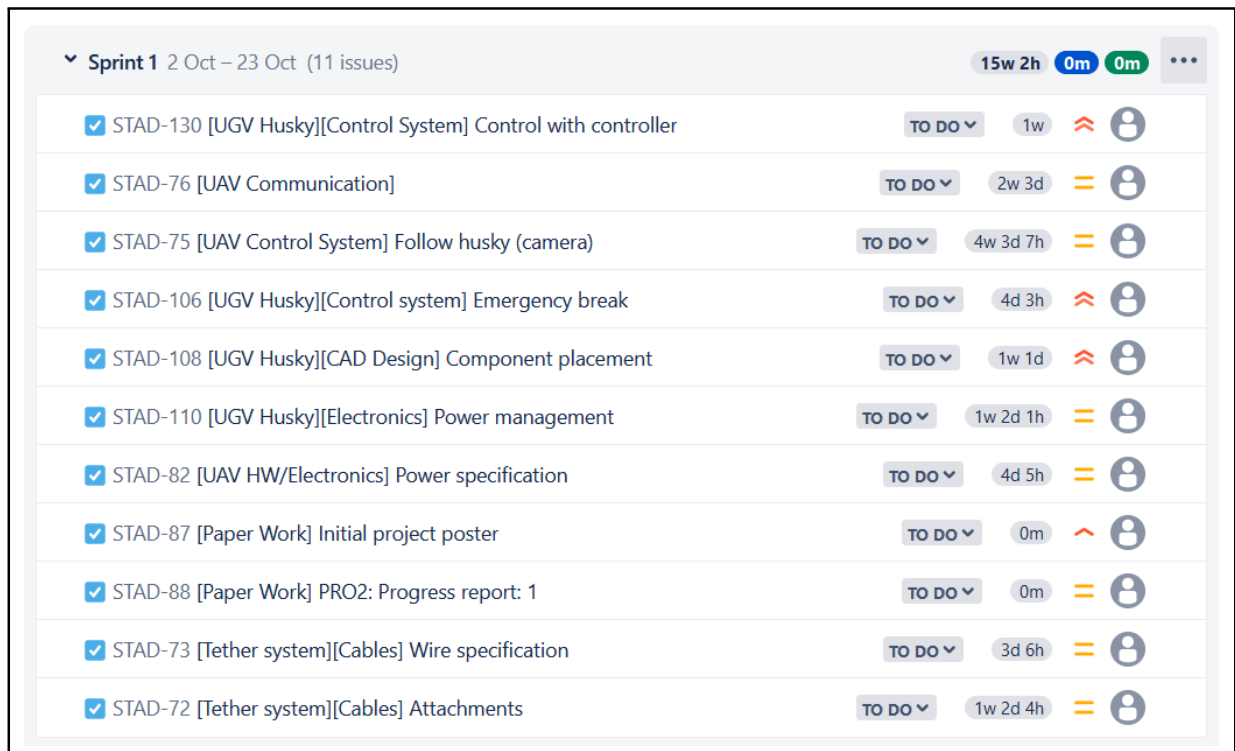 Sprint 1 2 Oct – 23 Oct (11 issues) 15w 2h 0m 0m
STAD-130 [UGV Husky][Control System] Control with controller TO DO 1w
STAD-76 [UAV Communication] TO DO 2w 3d
STAD-75 [UAV Control System] Follow husky (camera) TO DO 4w 3d 7h
STAD-106 [UGV Husky][Control system] Emergency break TO DO 4d 3h
STAD-108 [UGV Husky][CAD Design] Component placement TO DO 1w 1d
STAD-110 [UGV Husky][Electronics] Power management TO DO 1w 2d 1h
STAD-82 [UAV HW/Electronics] Power specification TO DO 4d 5h
STAD-87 [Paper Work] Initial project poster TO DO 0m
STAD-88 [Paper Work] PRO2: Progress report: 1 TO DO 0m
STAD-73 [Tether system][Cables] Wire specification TO DO 3d 6h
STAD-72 [Tether system][Cables] Attachments TO DO 1w 2d 4h